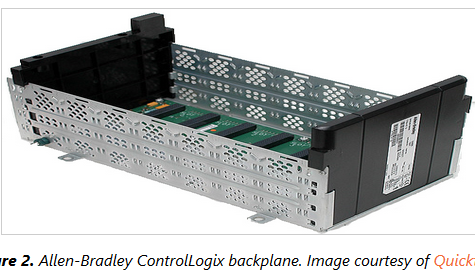 ure 2. Allen-Bradley ControlLogix backplane. Image courtesy of Quick